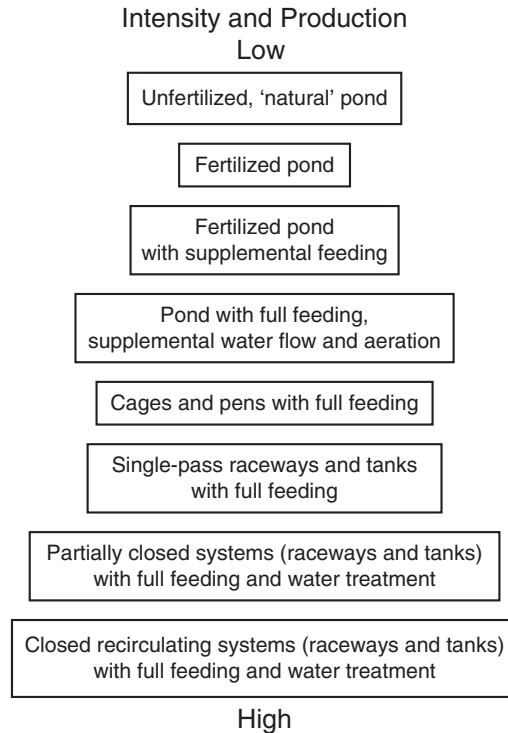 Intensity and Production
Low
Unfertilized, ‘natural’ pond
Fertilized pond
Fertilized pond
with supplemental feeding
Pond with full feeding,
supplemental water flow and aeration
Cages and pens with full feeding
Single-pass raceways and tanks
with full feeding
Partially closed systems (raceways and tanks)
with full feeding and water treatment
Closed recirculating systems (raceways and tanks)
with full feeding and water treatment
High